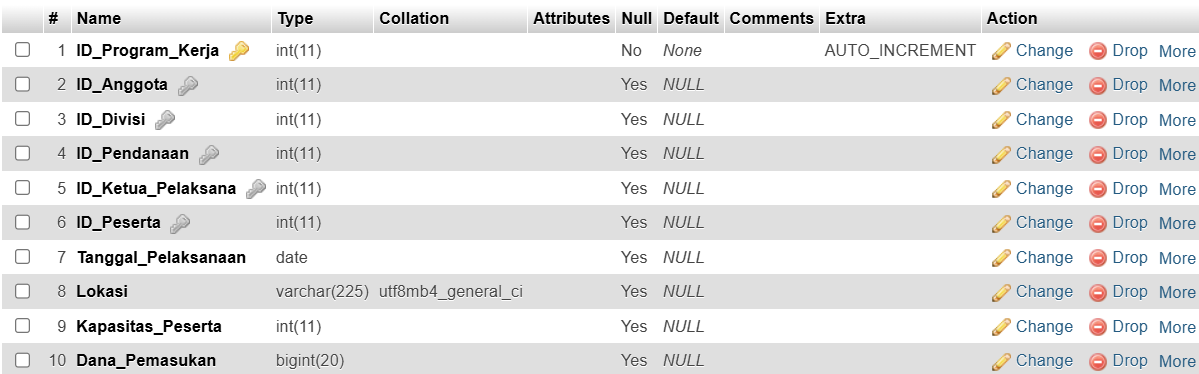 # Name Type Collation Attributes Null Default Comments Extra Action
1 ID_Program_Kerja int(11) No None AUTO_INCREMENT Change Drop More
2 ID_Anggota int(11) Yes NULL Change Drop More
3 ID_Divisi int(11) Yes NULL Change Drop More
4 ID_Pendanaan int(11) Yes NULL Change Drop More
5 ID_Ketua_Pelaksana int(11) Yes NULL Change Drop More
6 ID_Peserta int(11) Yes NULL Change Drop More
7 Tanggal_Pelaksanaan date Yes NULL Change Drop More
8 Lokasi varchar(225) utf8mb4_general_ci Yes NULL Change Drop More
9 Kapasitas_Peserta int(11) Yes NULL Change Drop More
10 Dana_Pemasukan bigint(20) Yes NULL Change Drop More